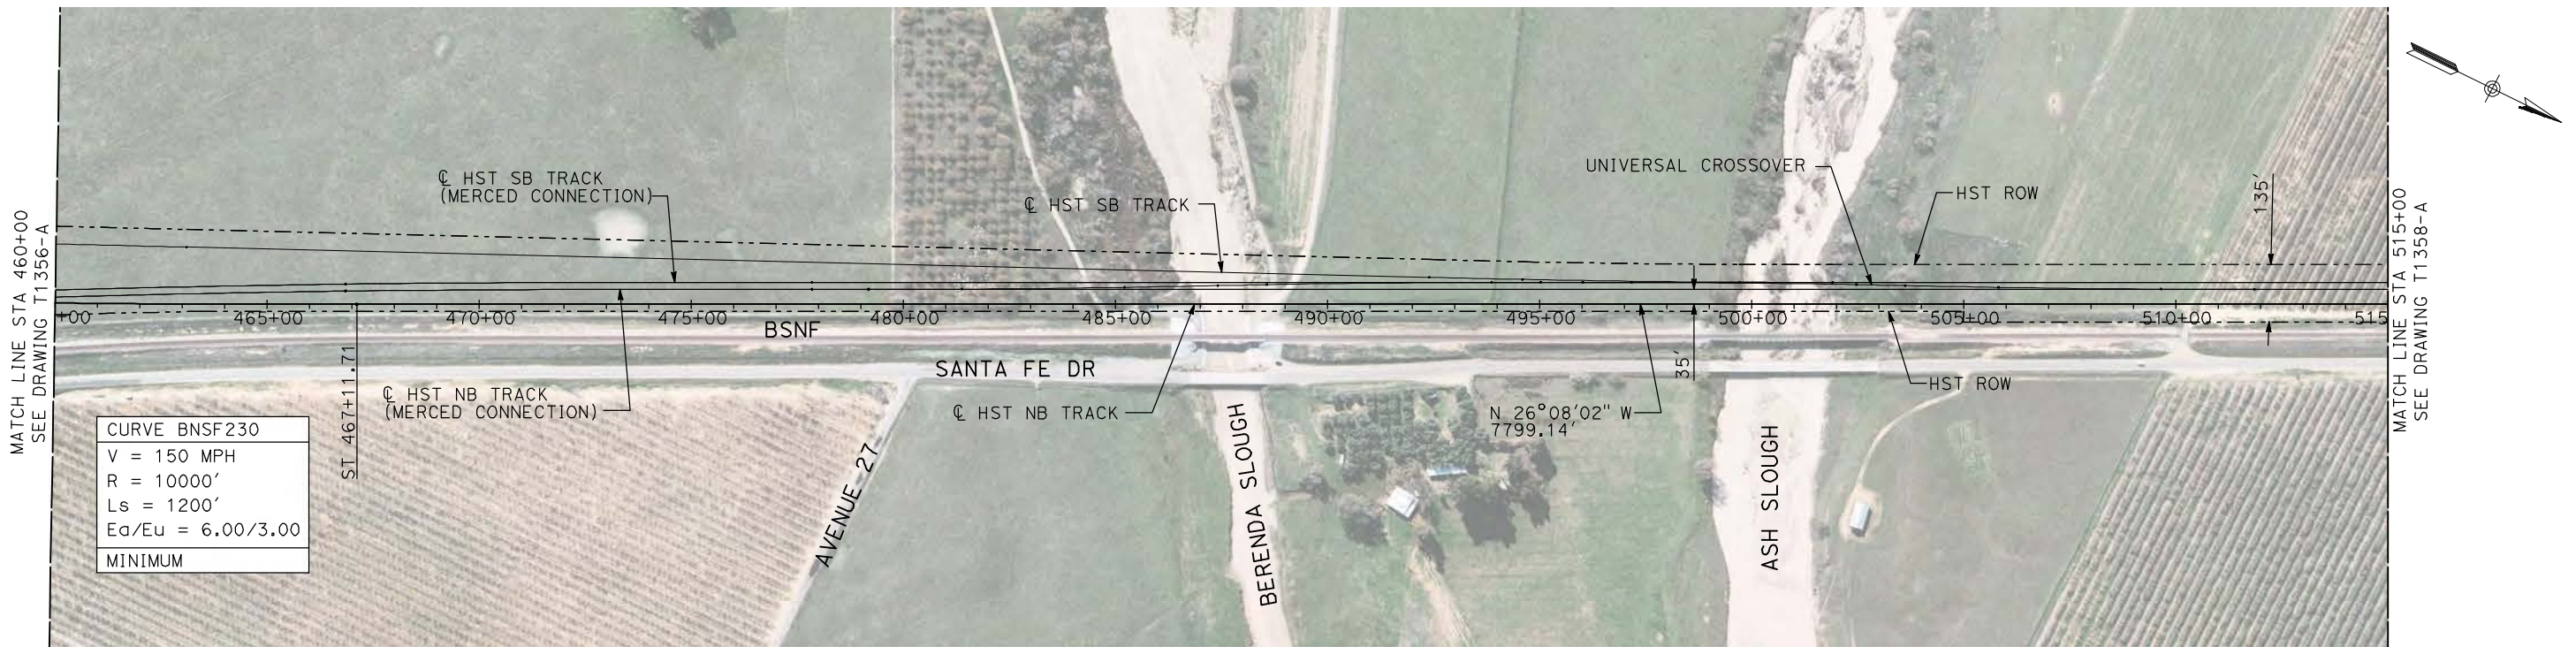 MATCH LINE STA 460+00
SEE DRAWING T1356-A
℄ HST SB TRACK
(MERCED CONNECTION)
℄ HST SB TRACK
UNIVERSAL CROSSOVER
HST ROW
135'
MATCH LINE STA 515+00
SEE DRAWING T1358-A
+00
465+00
470+00
475+00
480+00
485+00
490+00
495+00
500+00
505+00
510+00
515
BSNF
SANTA FE DR
ST 467+11.71
℄ HST NB TRACK
(MERCED CONNECTION)
℄ HST NB TRACK
35'
N 26°08'02" W
7799.14'
HST ROW
AVENUE 27
BERENDA SLOUGH
ASH SLOUGH
CURVE BNSF230
V = 150 MPH
R = 10000'
Ls = 1200'
Ea/Eu = 6.00/3.00
MINIMUM